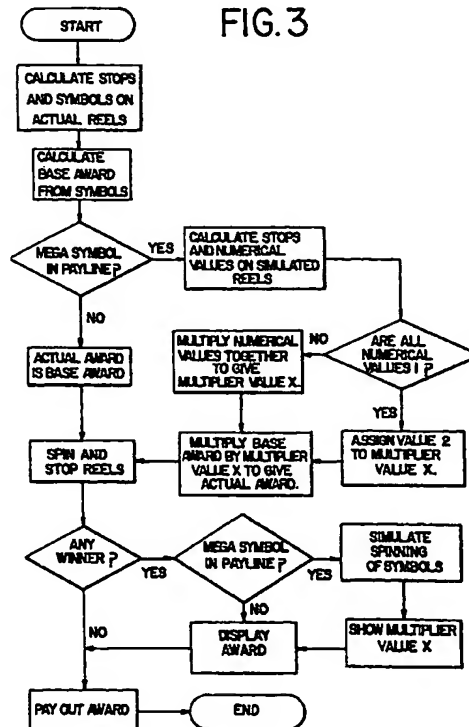 FIG. 3
START
CALCULATE STOPS
AND SYMBOLS ON
ACTUAL REELS
CALCULATE
BASE AWARD
FROM SYMBOLS
MEGA SYMBOL
IN PAYLINE?
YES
CALCULATE STOPS
AND NUMERICAL
VALUES ON SIMULATED
REELS
NO
ACTUAL AWARD
IS BASE AWARD
MULTIPLY NUMERICAL
VALUES TOGETHER
TO GIVE
MULTIPLIER VALUE X.
NO
ARE ALL
NUMERICAL
VALUES 1?
YES
SPIN AND
STOP REELS
MULTIPLY BASE
AWARD BY MULTIPLIER
VALUE X TO GIVE
ACTUAL AWARD.
ASSIGN VALUE 2
TO MULTIPLIER
VALUE X.
ANY
WINNER?
YES
MEGA SYMBOL
IN PAYLINE?
YES
SIMULATE
SPINNING
OF SYMBOLS
NO
NO
DISPLAY
AWARD
SHOW MULTIPLIER
VALUE X
PAY OUT AWARD
END